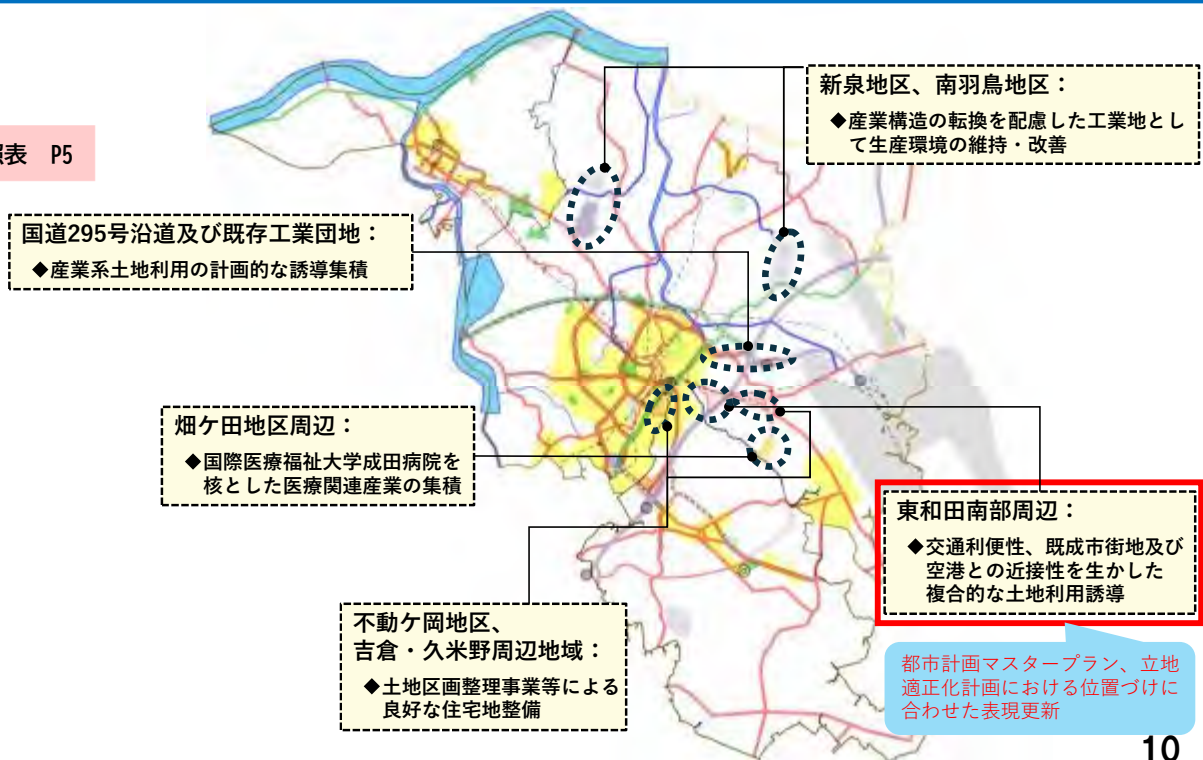 照表 P5
新泉地区、南羽鳥地区：
◆産業構造の転換を配慮した工業地とし
て生産環境の維持・改善
国道295号沿道及び既存工業団地：
◆産業系土地利用の計画的な誘導集積
畑ケ田地区周辺：
◆国際医療福祉大学成田病院を
核とした医療関連産業の集積
東和田南部周辺：
◆交通利便性、既成市街地及び
空港との近接性を生かした
複合的な土地利用誘導
不動ケ岡地区、
吉倉・久米野周辺地域：
◆土地区画整理事業等による
良好な住宅地整備
都市計画マスタープラン、立地
適正化計画における位置づけに
合わせた表現更新
10